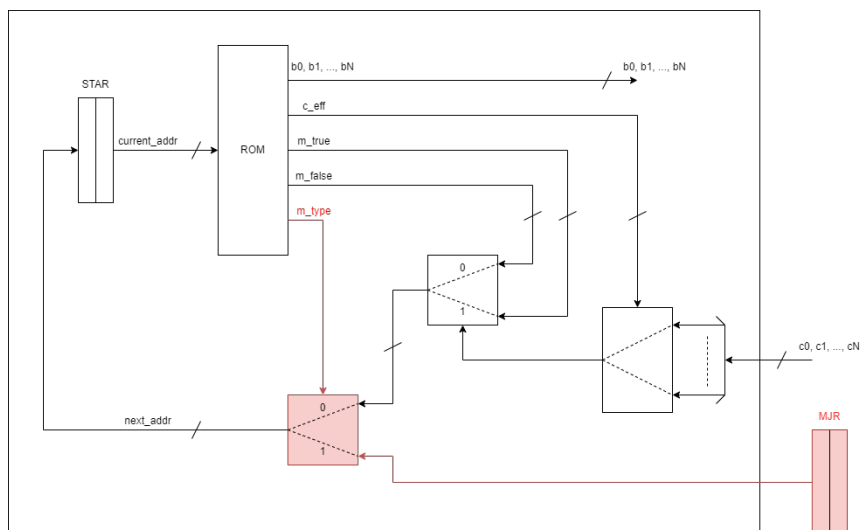 b0, b1, ..., bN
b0, b1, ..., bN
STAR
c_eff
current_addr
ROM
m_true
m_false
m_type
0
1
c0, c1, ..., cN
0
next_addr
1
MJR